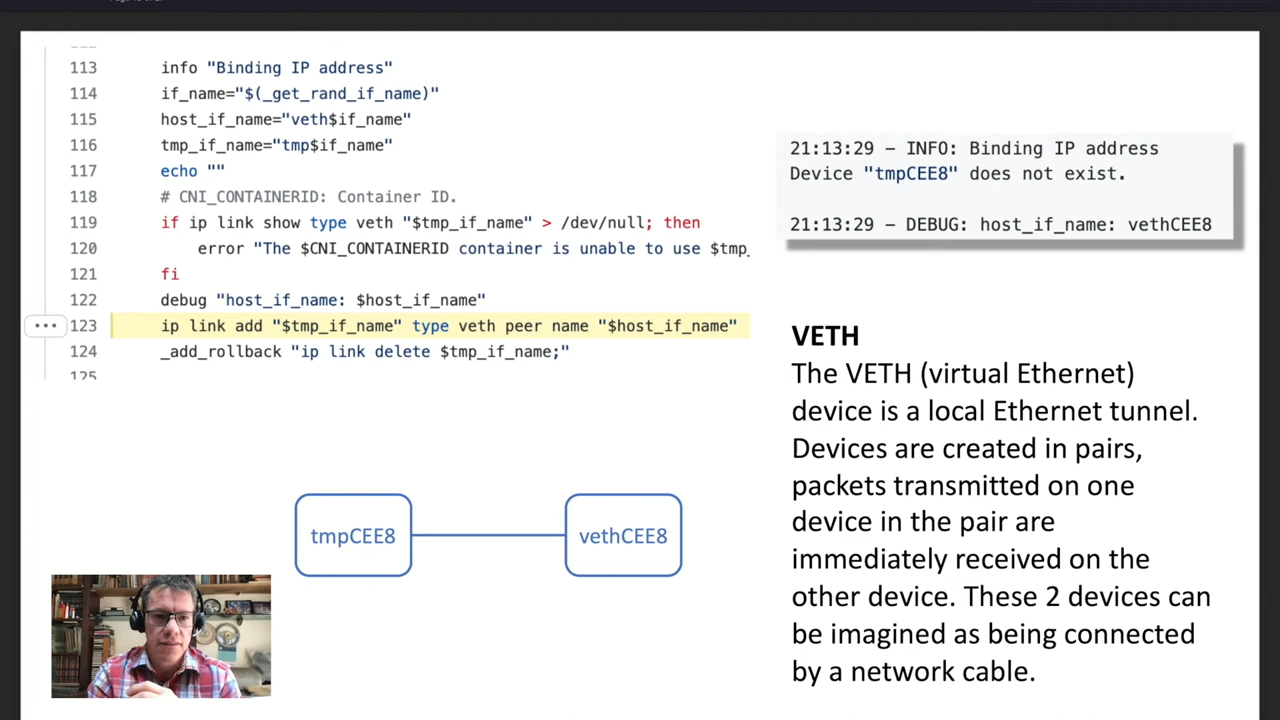 113 info "Binding IP address"
114 if_name="$(_get_rand_if_name)"
115 host_if_name="veth$if_name"
116 tmp_if_name="tmp$if_name"
117 echo ""
118 # CNI_CONTAINERID: Container ID.
119 if ip link show type veth "$tmp_if_name" > /dev/null; then
120 error "The $CNI_CONTAINERID container is unable to use $tmp_
121 fi
122 debug "host_if_name: $host_if_name"
123 ip link add "$tmp_if_name" type veth peer name "$host_if_name"
124 _add_rollback "ip link delete $tmp_if_name;"
125
21:13:29 – INFO: Binding IP address
Device "tmpCEE8" does not exist.
21:13:29 – DEBUG: host_if_name: vethCEE8
VETH
The VETH (virtual Ethernet)
device is a local Ethernet tunnel.
Devices are created in pairs,
packets transmitted on one
device in the pair are
immediately received on the
other device. These 2 devices can
be imagined as being connected
by a network cable.
tmpCEE8
vethCEE8